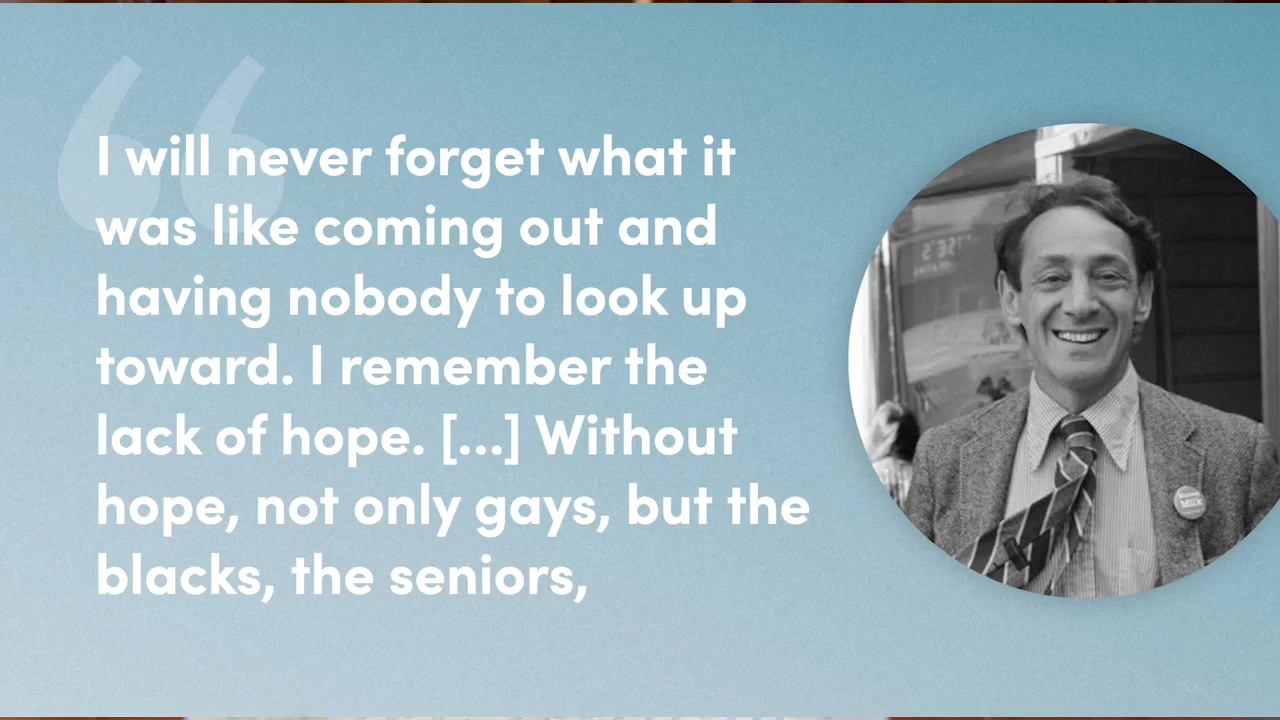 I will never forget what it
was like coming out and
having nobody to look up
toward. I remember the
lack of hope. [...] Without
hope, not only gays, but the
blacks, the seniors,
MILK